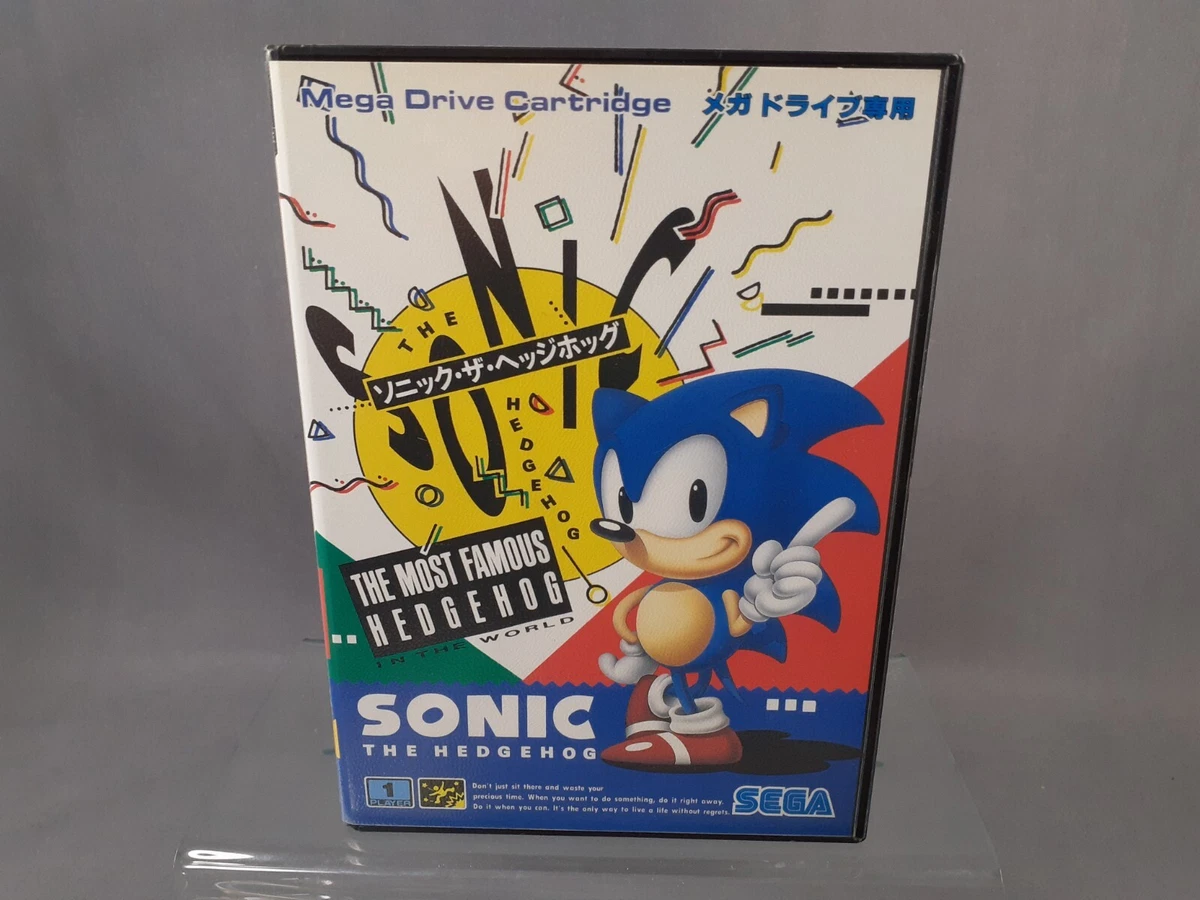 Mega Drive Cartridge メガドライブ専用
THE
SONIC
ソニック・ザ・ヘッジホッグ
HEDGEHOG
THE MOST FAMOUS
HEDGEHOG
IN THE WORLD
SONIC
THE HEDGEHOG
1
PLAYER
Don't just sit there and waste your
precious time. When you want to do something, do it right away.
Do it when you can. It's the only way to live a life without regrets.
SEGA